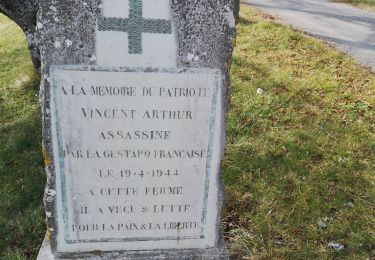 A LA MEMOIRE DU PATRIOTE
VINCENT ARTHUR
ASSASSINE
PAR LA GESTAPO FRANÇAISE
LE 19-4-1944
A CETTE FERME
IL A VECU & LUTTE
POUR LA PAIX & LA LIBERTE